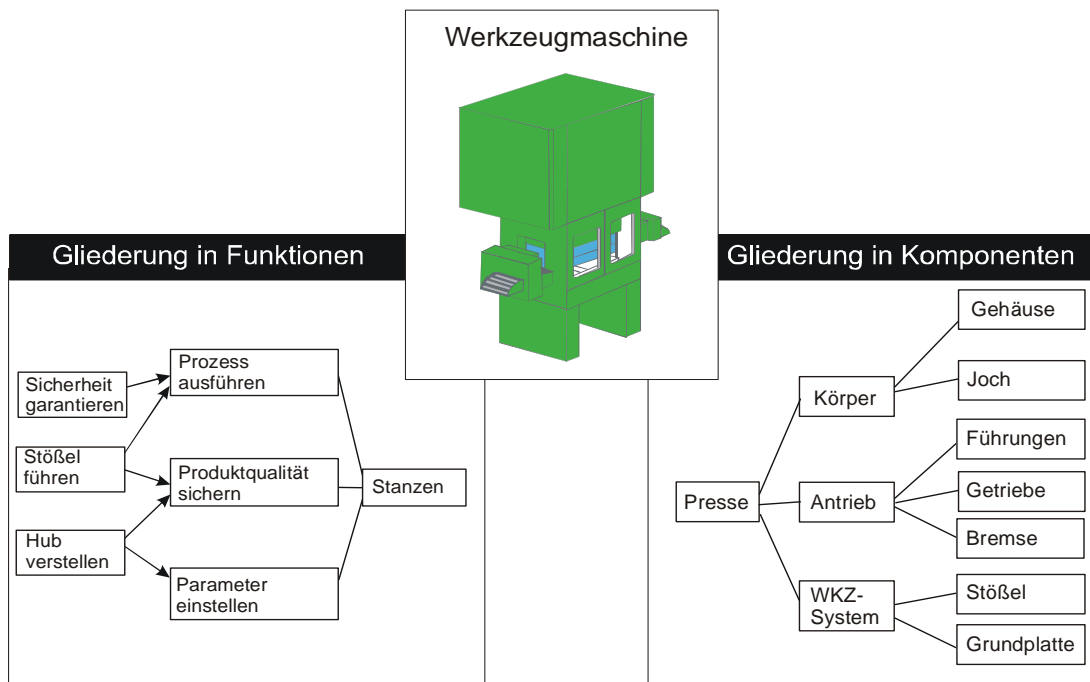 Werkzeugmaschine
Gliederung in Funktionen
Sicherheit
garantieren
Stößel
führen
Hub
verstellen
Prozess
ausführen
Produktqualität
sichern
Parameter
einstellen
Stanzen
Gliederung in Komponenten
Presse
Körper
Antrieb
WKZ-
System
Gehäuse
Joch
Führungen
Getriebe
Bremse
Stößel
Grundplatte